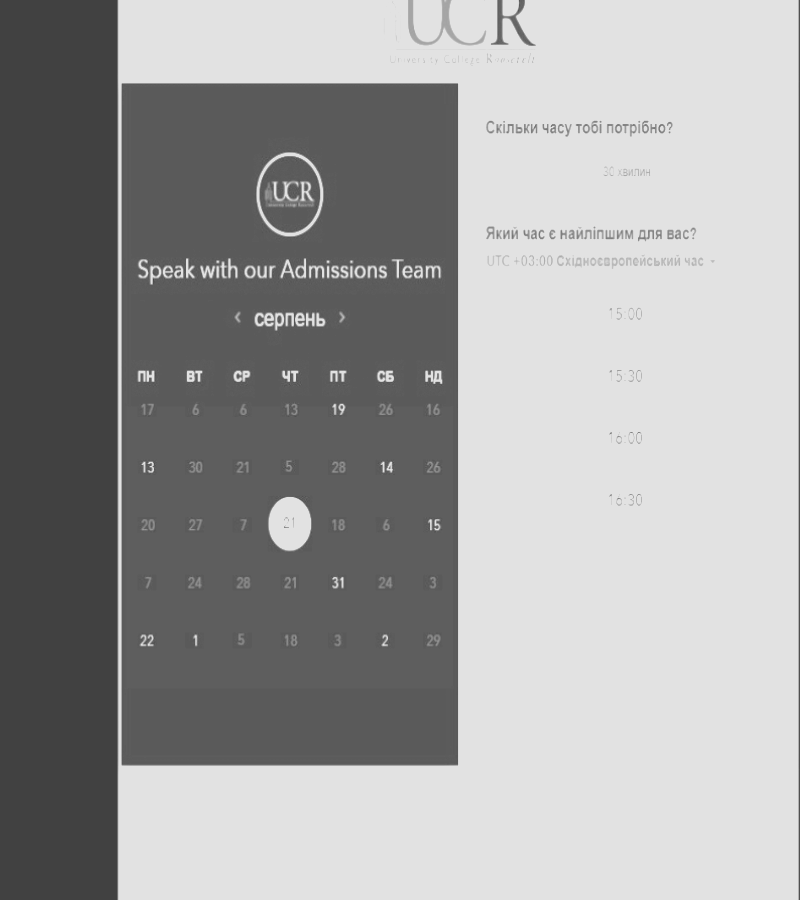 UCR
University College Roosevelt
UCR
Speak with our Admissions Team
‹ серпень ›
ПН ВТ СР ЧТ ПТ СБ НД
17 6 6 13 19 26 16
13 30 21 5 28 14 26
20 27 7 21 18 6 15
7 24 28 21 31 24 3
22 1 5 18 3 2 29
Скільки часу тобі потрібно?
30 хвилин
Який час є найліпшим для вас?
UTC +03:00 Східноєвропейський час
15:00
15:30
16:00
16:30